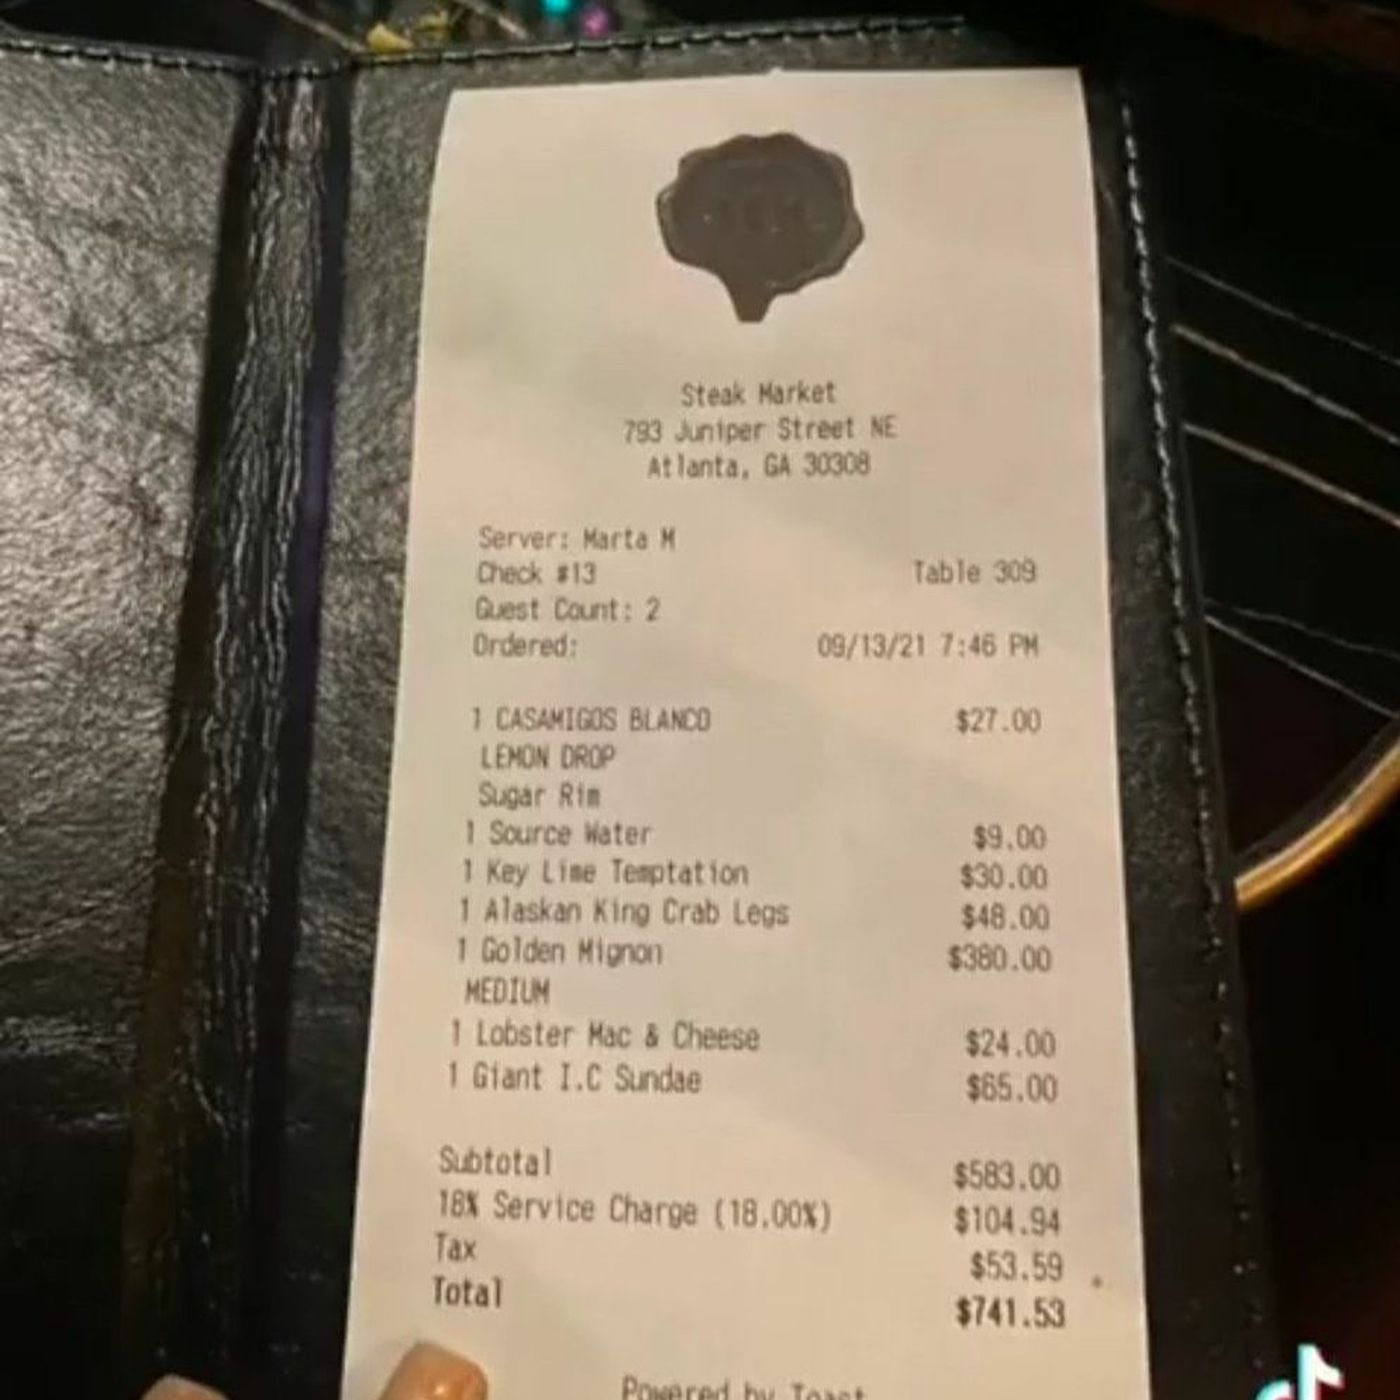 Steak Market
793 Juniper Street NE
Atlanta, GA 30308
Server: Marta M
Check #13 Table 309
Guest Count: 2
Ordered: 09/13/21 7:46 PM
1 CASAMIGOS BLANCO $27.00
LEMON DROP
Sugar Rim
1 Source Water $9.00
1 Key Lime Temptation $30.00
1 Alaskan King Crab Legs $48.00
1 Golden Mignon $380.00
MEDIUM
1 Lobster Mac & Cheese $24.00
1 Giant I.C Sundae $65.00
Subtotal $583.00
18% Service Charge (18.00%) $104.94
Tax $53.59
Total $741.53
Powered by Toast